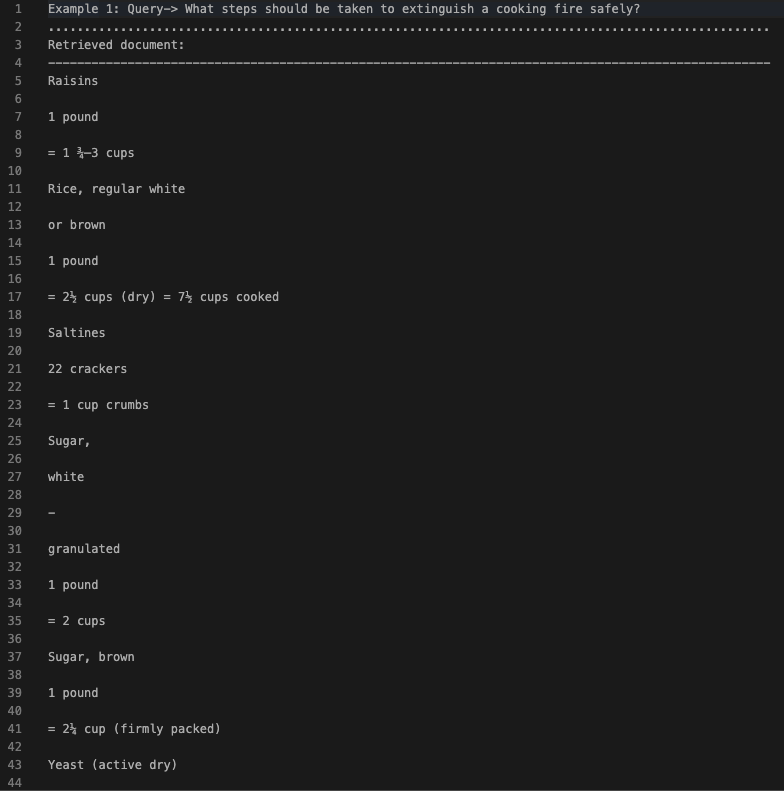 1 Example 1: Query–> What steps should be taken to extinguish a cooking fire safely?
2 ....................................................................................................
3 Retrieved document:
4 ----------------------------------------------------------------------------------------------------
5 Raisins
6
7 1 pound
8
9 = 1 ¾–3 cups
10
11 Rice, regular white
12
13 or brown
14
15 1 pound
16
17 = 2½ cups (dry) = 7½ cups cooked
18
19 Saltines
20
21 22 crackers
22
23 = 1 cup crumbs
24
25 Sugar,
26
27 white
28
29 –
30
31 granulated
32
33 1 pound
34
35 = 2 cups
36
37 Sugar, brown
38
39 1 pound
40
41 = 2¼ cup (firmly packed)
42
43 Yeast (active dry)
44